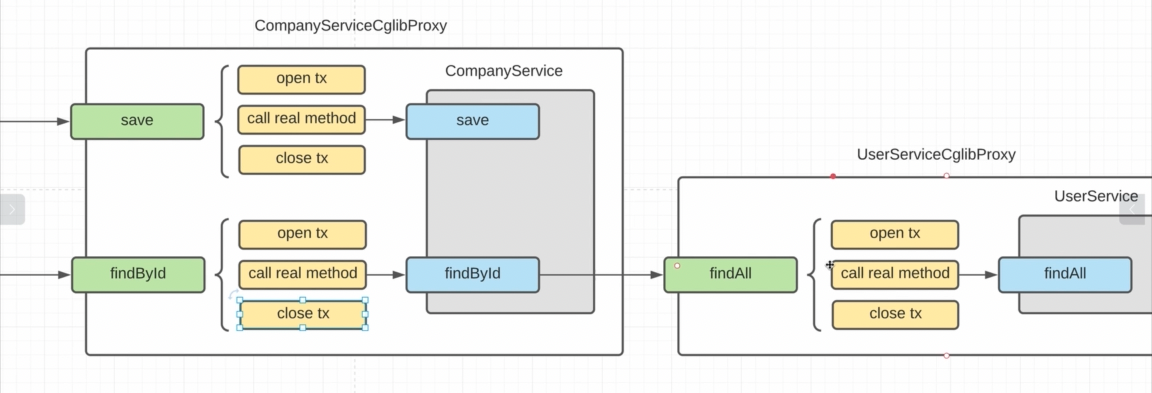 CompanyServiceCglibProxy
CompanyService
open tx
save
call real method
save
close tx
open tx
findById
call real method
findById
close tx
UserServiceCglibProxy
UserService
open tx
findAll
call real method
findAll
close tx